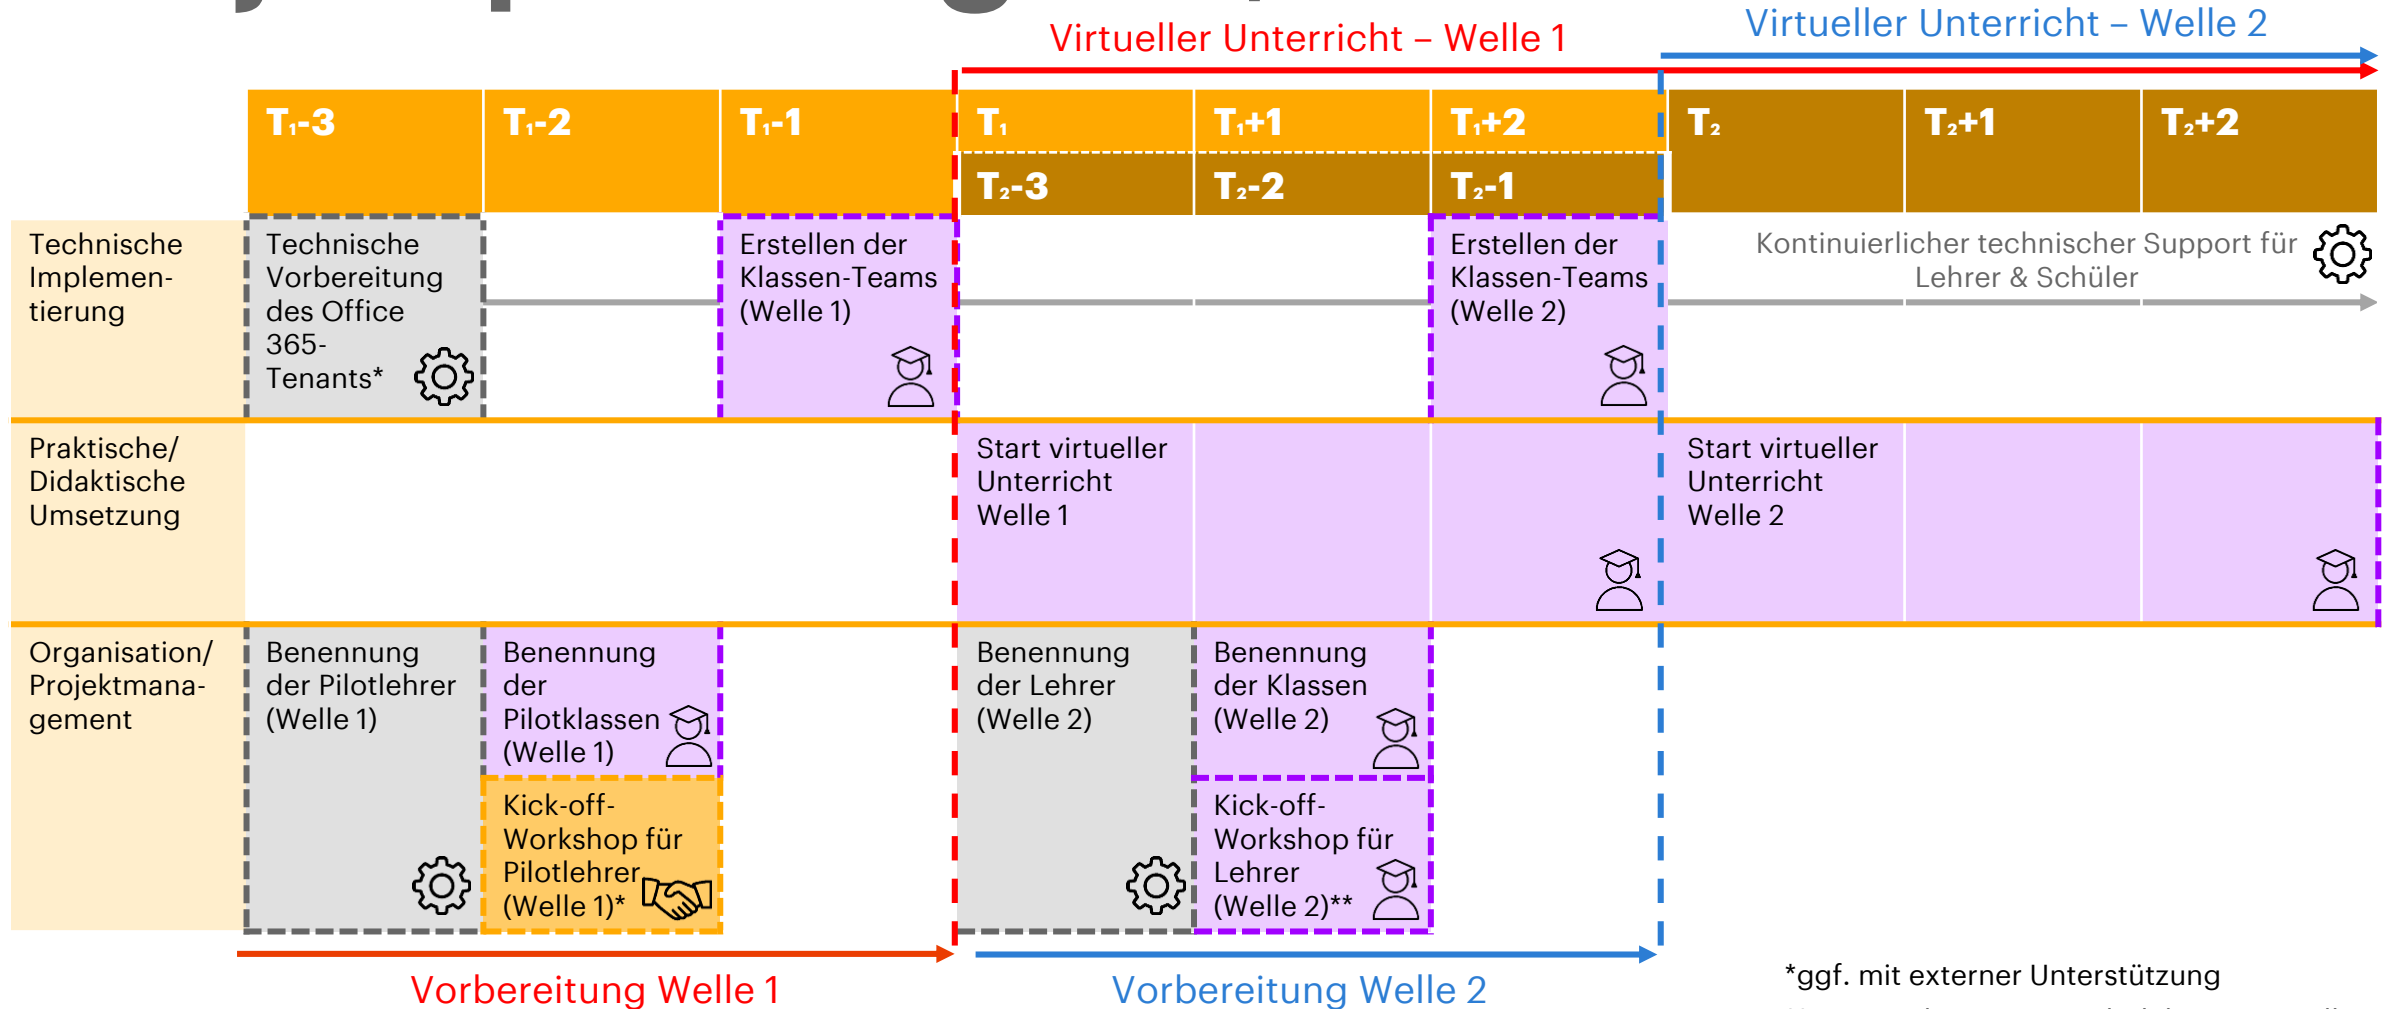 Virtueller Unterricht – Welle 1
Virtueller Unterricht – Welle 2
T₁-3
T₁-2
T₁-1
T₁
T₁+1
T₁+2
T₂
T₂+1
T₂+2
T₂-3
T₂-2
T₂-1
Technische
Implemen-
tierung
Technische
Vorbereitung
des Office
365-
Tenants*
Erstellen der
Klassen-Teams
(Welle 1)
Erstellen der
Klassen-Teams
(Welle 2)
Kontinuierlicher technischer Support für
Lehrer & Schüler
Praktische/
Didaktische
Umsetzung
Start virtueller
Unterricht
Welle 1
Start virtueller
Unterricht
Welle 2
Organisation/
Projektmana-
gement
Benennung
der Pilotlehrer
(Welle 1)
Benennung
der
Pilotklassen
(Welle 1)
Kick-off-
Workshop für
Pilotlehrer
(Welle 1)*
Benennung
der Lehrer
(Welle 2)
Benennung
der Klassen
(Welle 2)
Kick-off-
Workshop für
Lehrer
(Welle 2)**
Vorbereitung Welle 1
Vorbereitung Welle 2
*ggf. mit externer Unterstützung